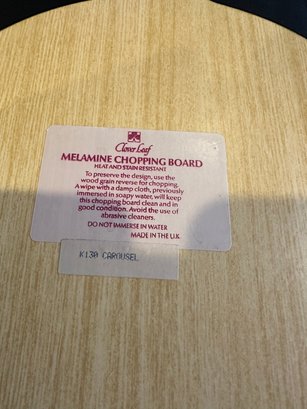 Clover Leaf
MELAMINE CHOPPING BOARD
HEAT AND STAIN RESISTANT
To preserve the design, use the
wood grain reverse for chopping.
A wipe with a damp cloth, previously
immersed in soapy water, will keep
this chopping board clean and in
good condition. Avoid the use of
abrasive cleaners.
DO NOT IMMERSE IN WATER
MADE IN THE U.K
K13A CAROUSEL